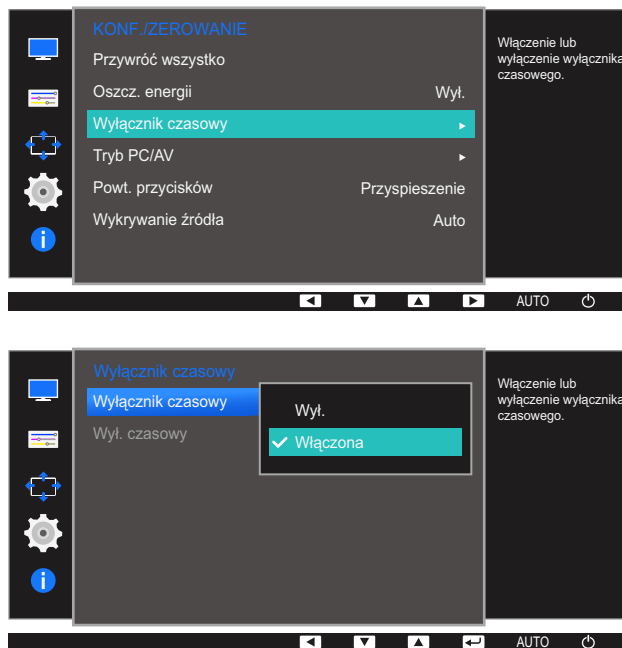 KONF./ZEROWANIE
Przywróć wszystko
Oszcz. energii Wył.
Wyłącznik czasowy
Tryb PC/AV
Powt. przycisków Przyspieszenie
Wykrywanie źródła Auto
Włączenie lub
wyłączenie wyłącznika
czasowego.
AUTO
Wyłącznik czasowy
Wyłącznik czasowy
Wył. czasowy
Wył.
Włączona
Włączenie lub
wyłączenie wyłącznika
czasowego.
AUTO